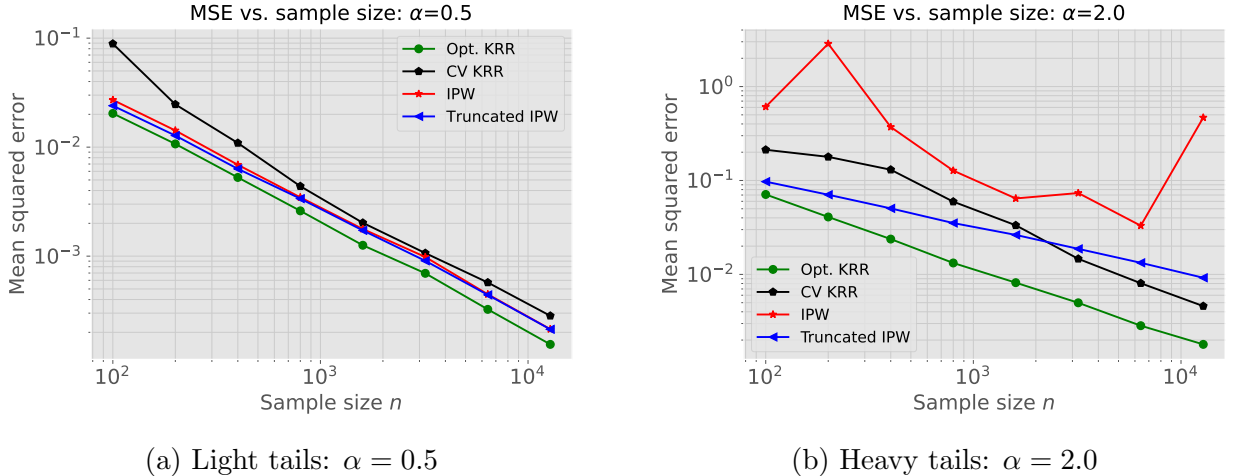 MSE vs. sample size: α=0.5
10⁻¹
10⁻²
10⁻³
Mean squared error
Opt. KRR
CV KRR
IPW
Truncated IPW
10² 10³ 10⁴
Sample size n
(a) Light tails: α = 0.5
MSE vs. sample size: α=2.0
10⁰
10⁻¹
10⁻²
Mean squared error
Opt. KRR
CV KRR
IPW
Truncated IPW
10² 10³ 10⁴
Sample size n
(b) Heavy tails: α = 2.0